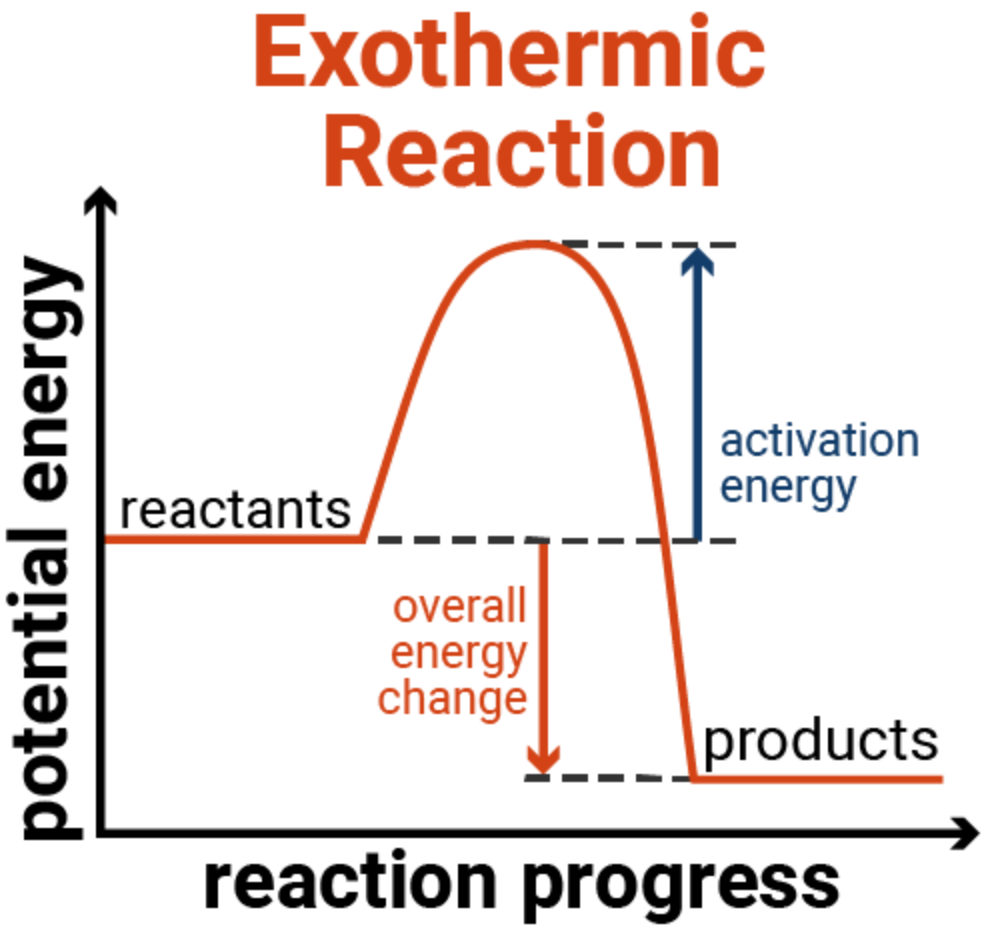 Exothermic
Reaction
potential energy
activation
energy
reactants
overall
energy
change
products
reaction progress